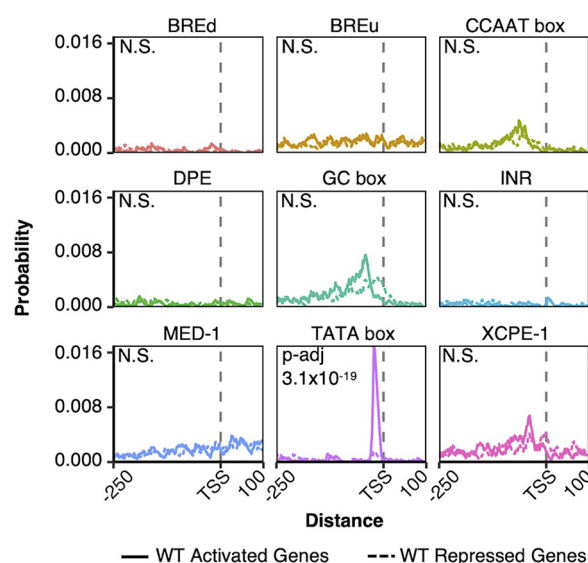 BREd BREu CCAAT box
0.016 N.S. N.S. N.S.
0.008
0.000
DPE GC box INR
0.016 N.S. N.S. N.S.
0.008
0.000
MED-1 TATA box XCPE-1
0.016 N.S. p-adj N.S.
3.1x10-19
0.008
0.000
-250 TSS 100 -250 TSS 100 -250 TSS 100
Probability
Distance
WT Activated Genes WT Repressed Genes